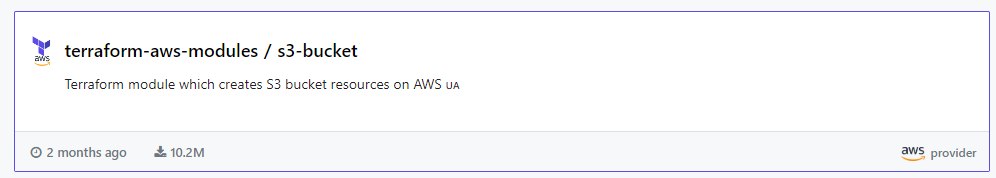 terraform-aws-modules / s3-bucket
aws
Terraform module which creates S3 bucket resources on AWS UA
2 months ago 10.2M aws provider